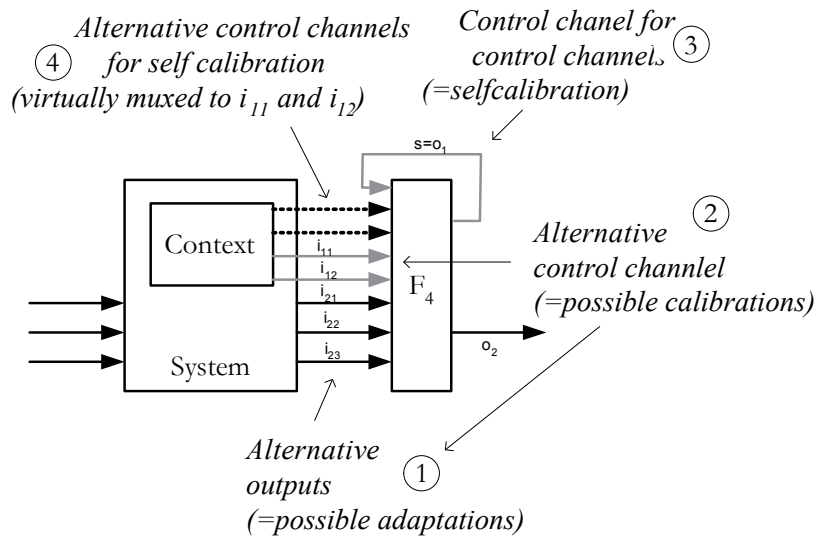 Alternative control channels
④ for self calibration
(virtually muxed to i₁₁ and i₁₂)
Control chanel for
control channels ③
(=selfcalibration)
s=o₁
Context
i₁₁
i₁₂
i₂₁
i₂₂
i₂₃
System
F₄
o₂
②
Alternative
control channlel
(=possible calibrations)
Alternative
outputs ①
(=possible adaptations)